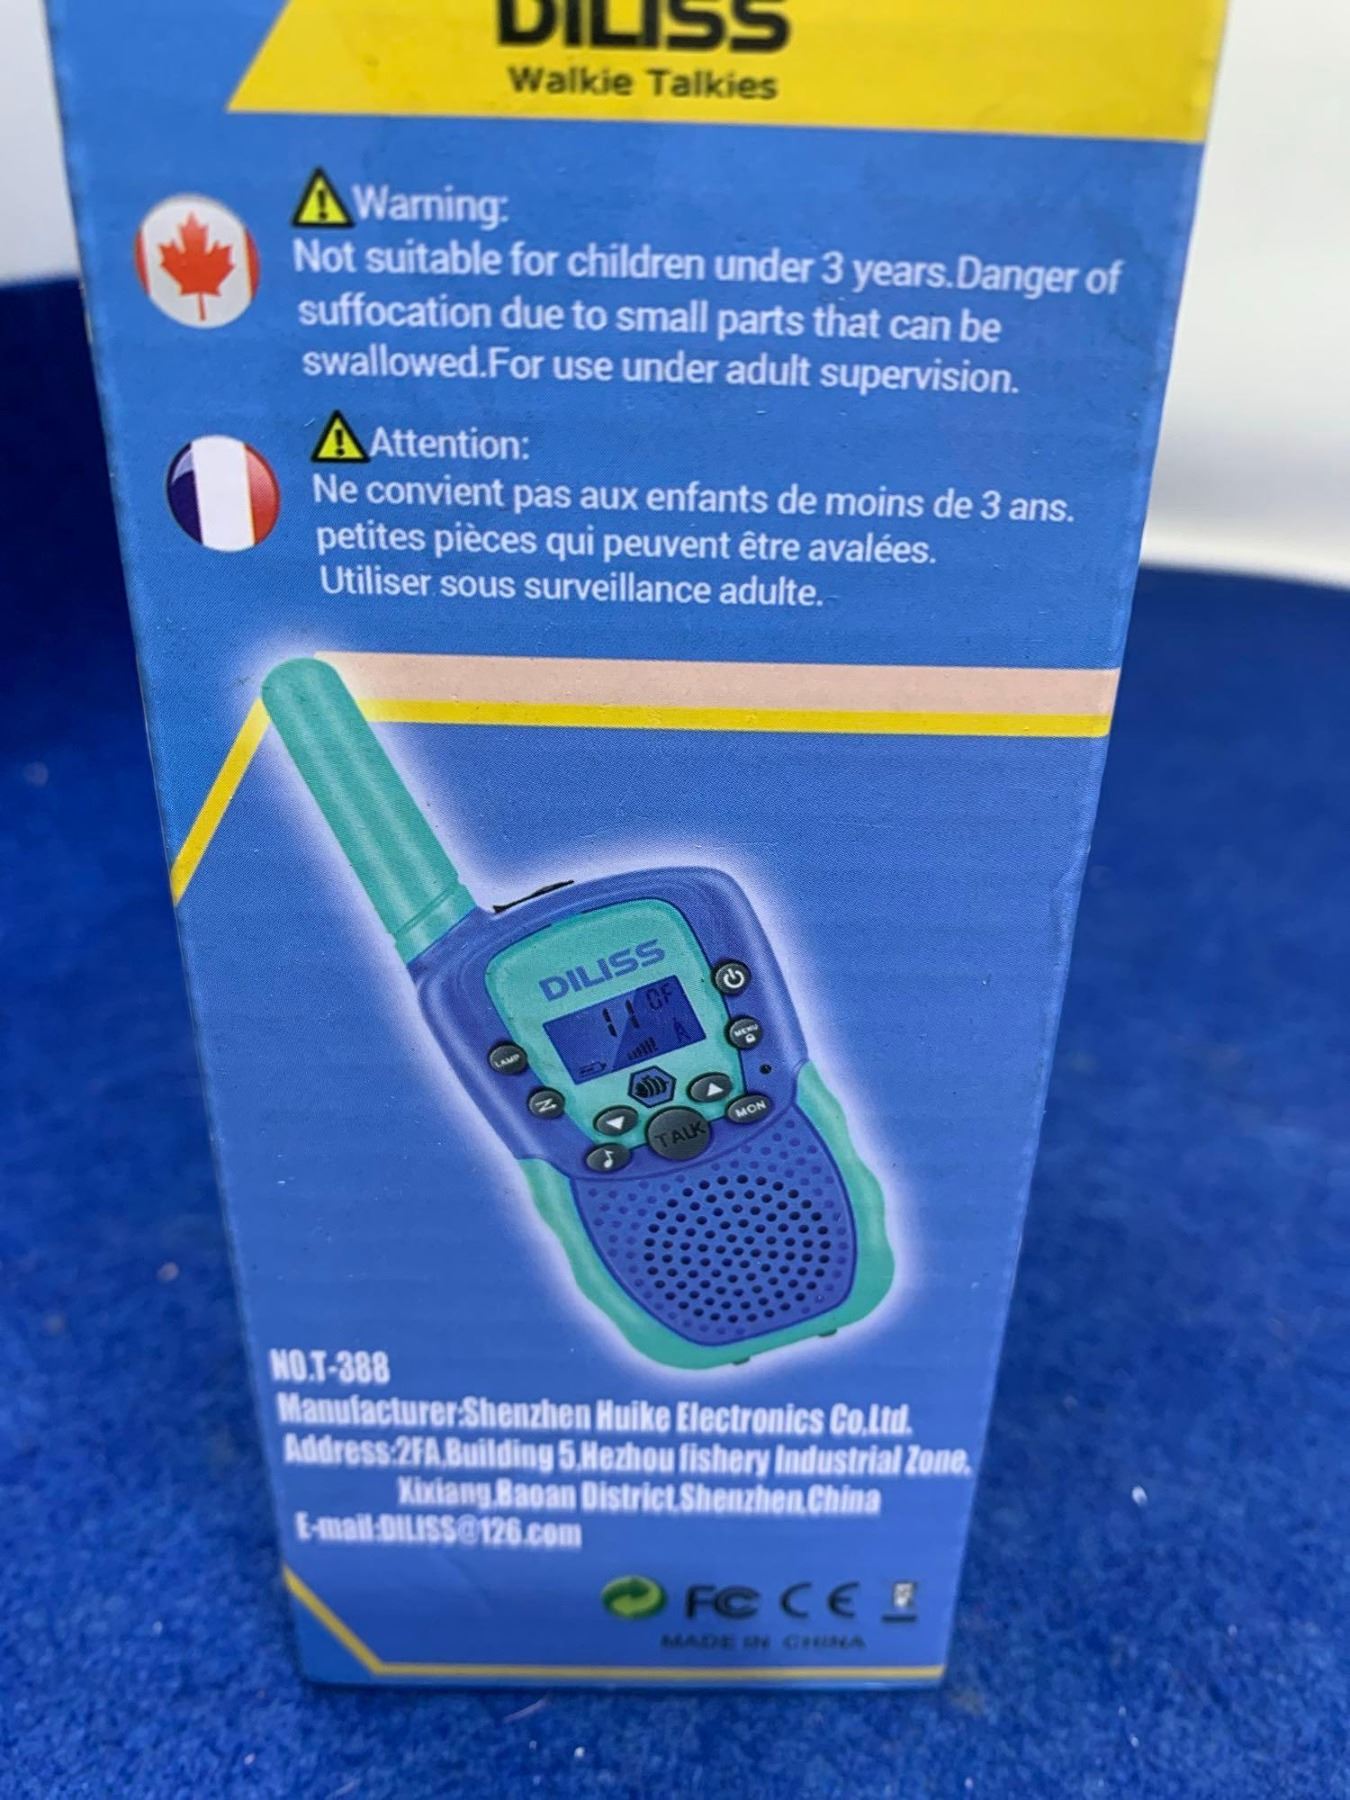 DILISS
Walkie Talkies
Warning:
Not suitable for children under 3 years.Danger of
suffocation due to small parts that can be
swallowed.For use under adult supervision.
Attention:
Ne convient pas aux enfants de moins de 3 ans.
petites pièces qui peuvent être avalées.
Utiliser sous surveillance adulte.
DILISS
11 OF
LAMP
MENU
MON
TALK
NO.T-388
Manufacturer:Shenzhen Huike Electronics Co.Ltd.
Address:2FA.Building 5.Hezhou fishery Industrial Zone.
Xixiang.Baoan District.Shenzhen.China
E-mail:DILISS@126.com
FC CE
MADE IN CHINA